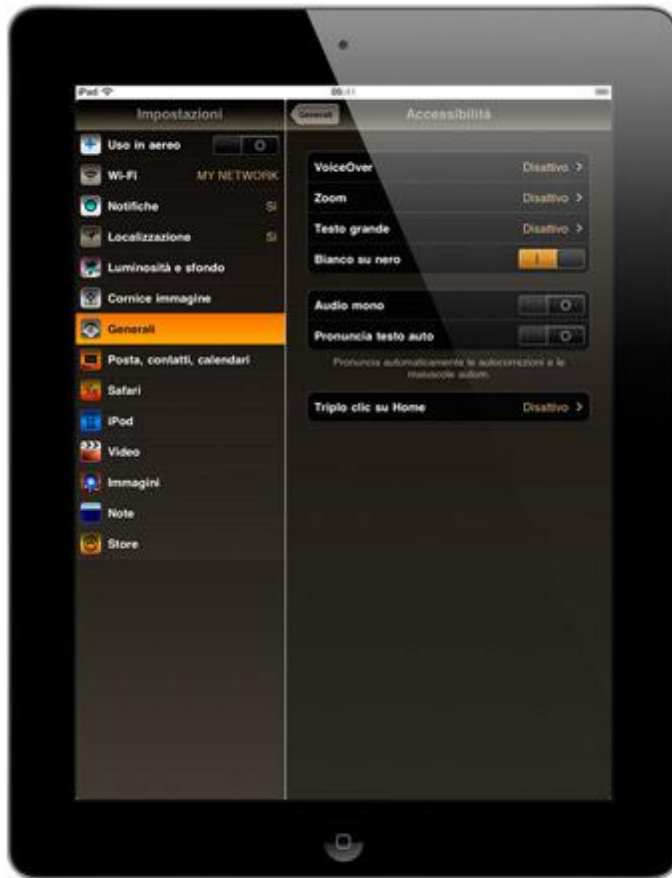 iPad
09:41
Impostazioni
Generali
Accessibilità
Uso in aereo
Wi-Fi MY NETWORK
Notifiche Sì
Localizzazione Sì
Luminosità e sfondo
Cornice immagine
Generali
Posta, contatti, calendari
Safari
iPod
Video
Immagini
Note
Store
VoiceOver Disattivo >
Zoom Disattivo >
Testo grande Disattivo >
Bianco su nero
Audio mono
Pronuncia testo auto
Pronuncia automaticamente le autocorrezioni e le
maiuscole autom.
Triplo clic su Home Disattivo >